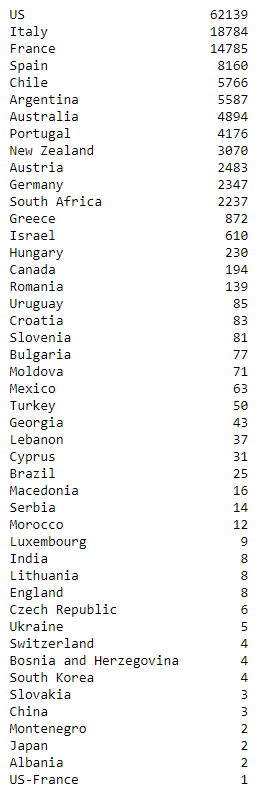 US 62139
Italy 18784
France 14785
Spain 8160
Chile 5766
Argentina 5587
Australia 4894
Portugal 4176
New Zealand 3070
Austria 2483
Germany 2347
South Africa 2237
Greece 872
Israel 610
Hungary 230
Canada 194
Romania 139
Uruguay 85
Croatia 83
Slovenia 81
Bulgaria 77
Moldova 71
Mexico 63
Turkey 50
Georgia 43
Lebanon 37
Cyprus 31
Brazil 25
Macedonia 16
Serbia 14
Morocco 12
Luxembourg 9
India 8
Lithuania 8
England 8
Czech Republic 6
Ukraine 5
Switzerland 4
Bosnia and Herzegovina 4
South Korea 4
Slovakia 3
China 3
Montenegro 2
Japan 2
Albania 2
US-France 1